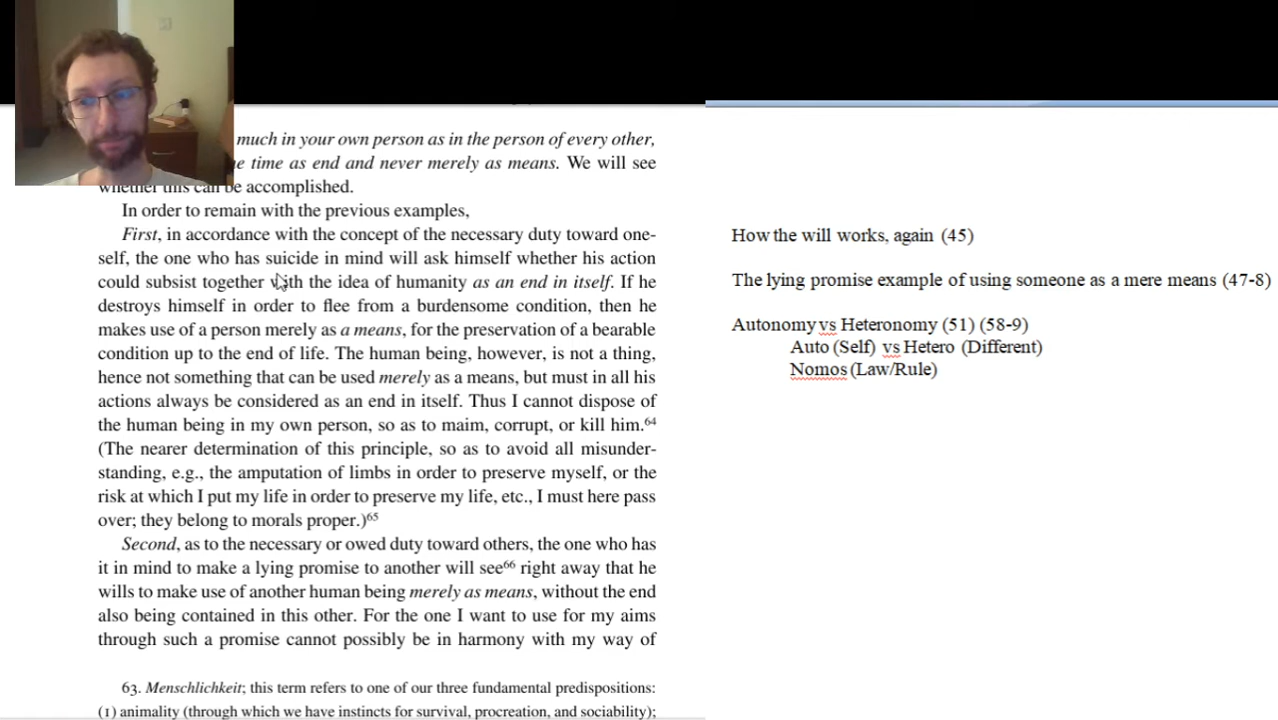 much in your own person as in the person of every other,
e time as end and never merely as means. We will see
whether this can be accomplished.
In order to remain with the previous examples,
First, in accordance with the concept of the necessary duty toward one-
self, the one who has suicide in mind will ask himself whether his action
could subsist together with the idea of humanity as an end in itself. If he
destroys himself in order to flee from a burdensome condition, then he
makes use of a person merely as a means, for the preservation of a bearable
condition up to the end of life. The human being, however, is not a thing,
hence not something that can be used merely as a means, but must in all his
actions always be considered as an end in itself. Thus I cannot dispose of
the human being in my own person, so as to maim, corrupt, or kill him.64
(The nearer determination of this principle, so as to avoid all misunder-
standing, e.g., the amputation of limbs in order to preserve myself, or the
risk at which I put my life in order to preserve my life, etc., I must here pass
over; they belong to morals proper.)65
Second, as to the necessary or owed duty toward others, the one who has
it in mind to make a lying promise to another will see66 right away that he
wills to make use of another human being merely as means, without the end
also being contained in this other. For the one I want to use for my aims
through such a promise cannot possibly be in harmony with my way of
63. Menschlichkeit; this term refers to one of our three fundamental predispositions:
(1) animality (through which we have instincts for survival, procreation, and sociability);
How the will works, again (45)
The lying promise example of using someone as a mere means (47-8)
Autonomy vs Heteronomy (51) (58-9)
Auto (Self) vs Hetero (Different)
Nomos (Law/Rule)